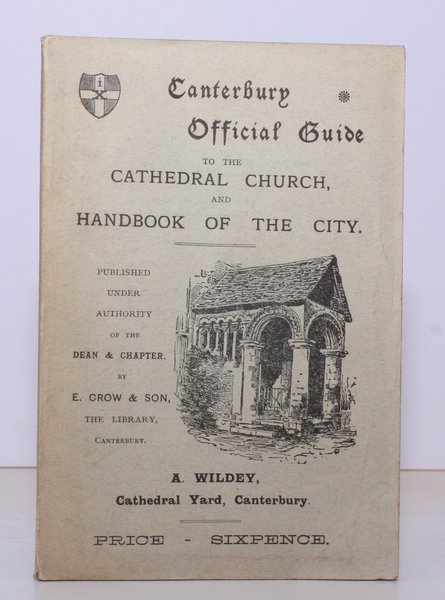 Canterbury
Official Guide
TO THE
CATHEDRAL CHURCH,
AND
HANDBOOK OF THE CITY.
PUBLISHED
UNDER
AUTHORITY
OF THE
DEAN & CHAPTER,
BY
E. CROW & SON,
THE LIBRARY,
CANTERBURY.
A. WILDEY,
Cathedral Yard, Canterbury.
PRICE - SIXPENCE.